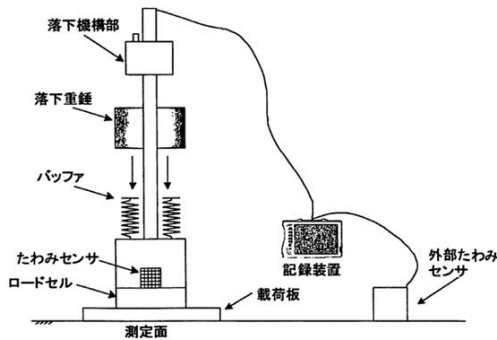 落下機構部
落下重錘
バッファ
たわみセンサ
ロードセル
測定面
載荷板
記録装置
外部たわみ
センサ